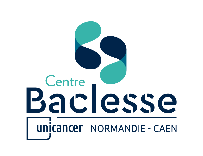 Centre
Baclesse
unicancer NORMANDIE - CAEN